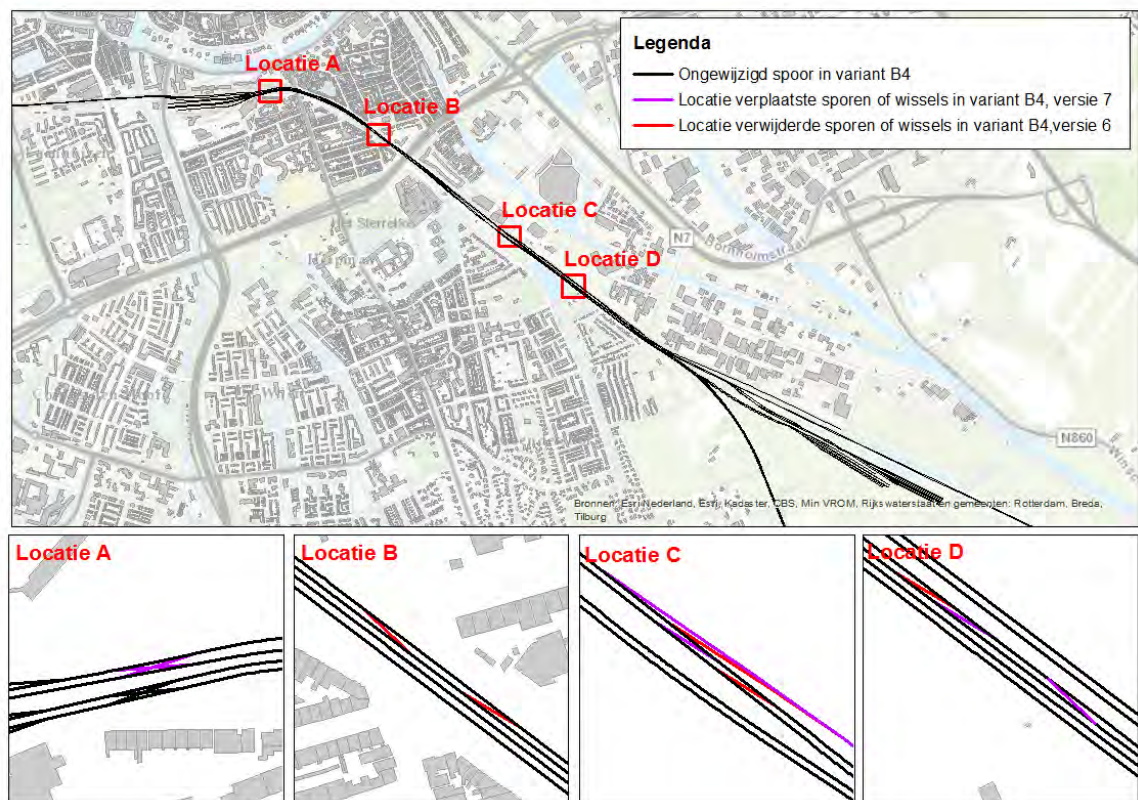 Legenda
Ongewijzigd spoor in variant B4
Locatie verplaatste sporen of wissels in variant B4, versie 7
Locatie verwijderde sporen of wissels in variant B4,versie 6
Locatie A
Locatie B
Locatie C
N7
Locatie D
N860
Bronnen: Esri Nederland, Esri, Kadaster, CBS, Min VROM, Rijkswaterstaat en gemeenten: Rotterdam, Breda,
Tilburg
Locatie A
Locatie B
Locatie C
Locatie D